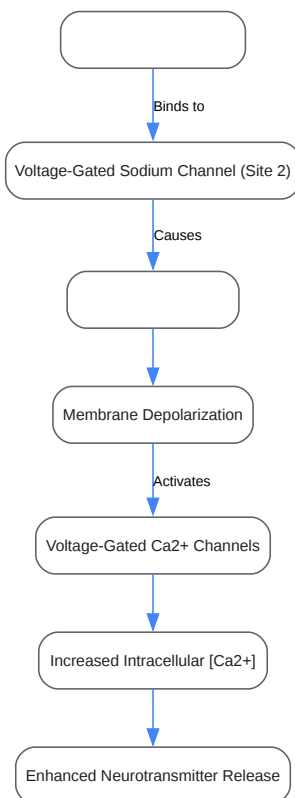 Binds to
Voltage-Gated Sodium Channel (Site 2)
Causes
Membrane Depolarization
Activates
Voltage-Gated Ca2+ Channels
Increased Intracellular [Ca2+]
Enhanced Neurotransmitter Release